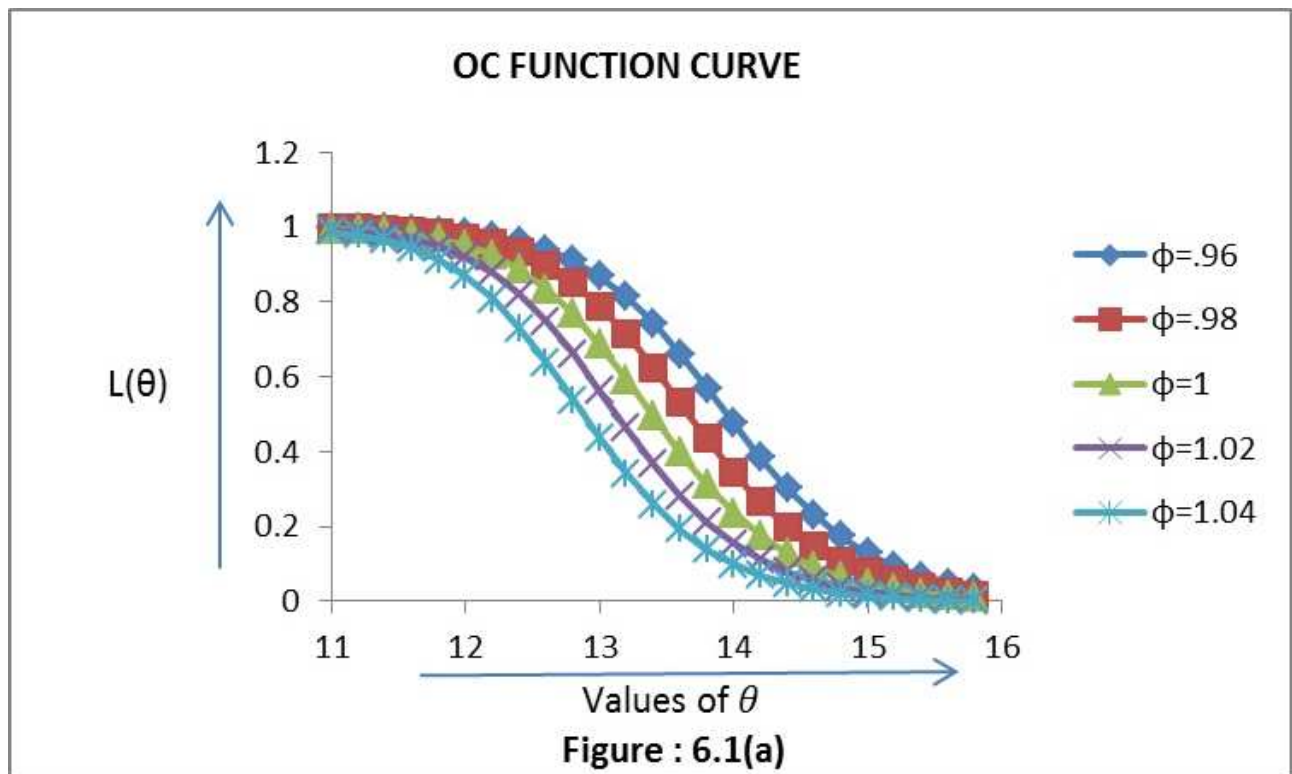 OC FUNCTION CURVE
1.2
1
0.8
0.6
0.4
0.2
0
L(θ)
11 12 13 14 15 16
Values of θ
Figure : 6.1(a)
ϕ=.96
ϕ=.98
ϕ=1
ϕ=1.02
ϕ=1.04